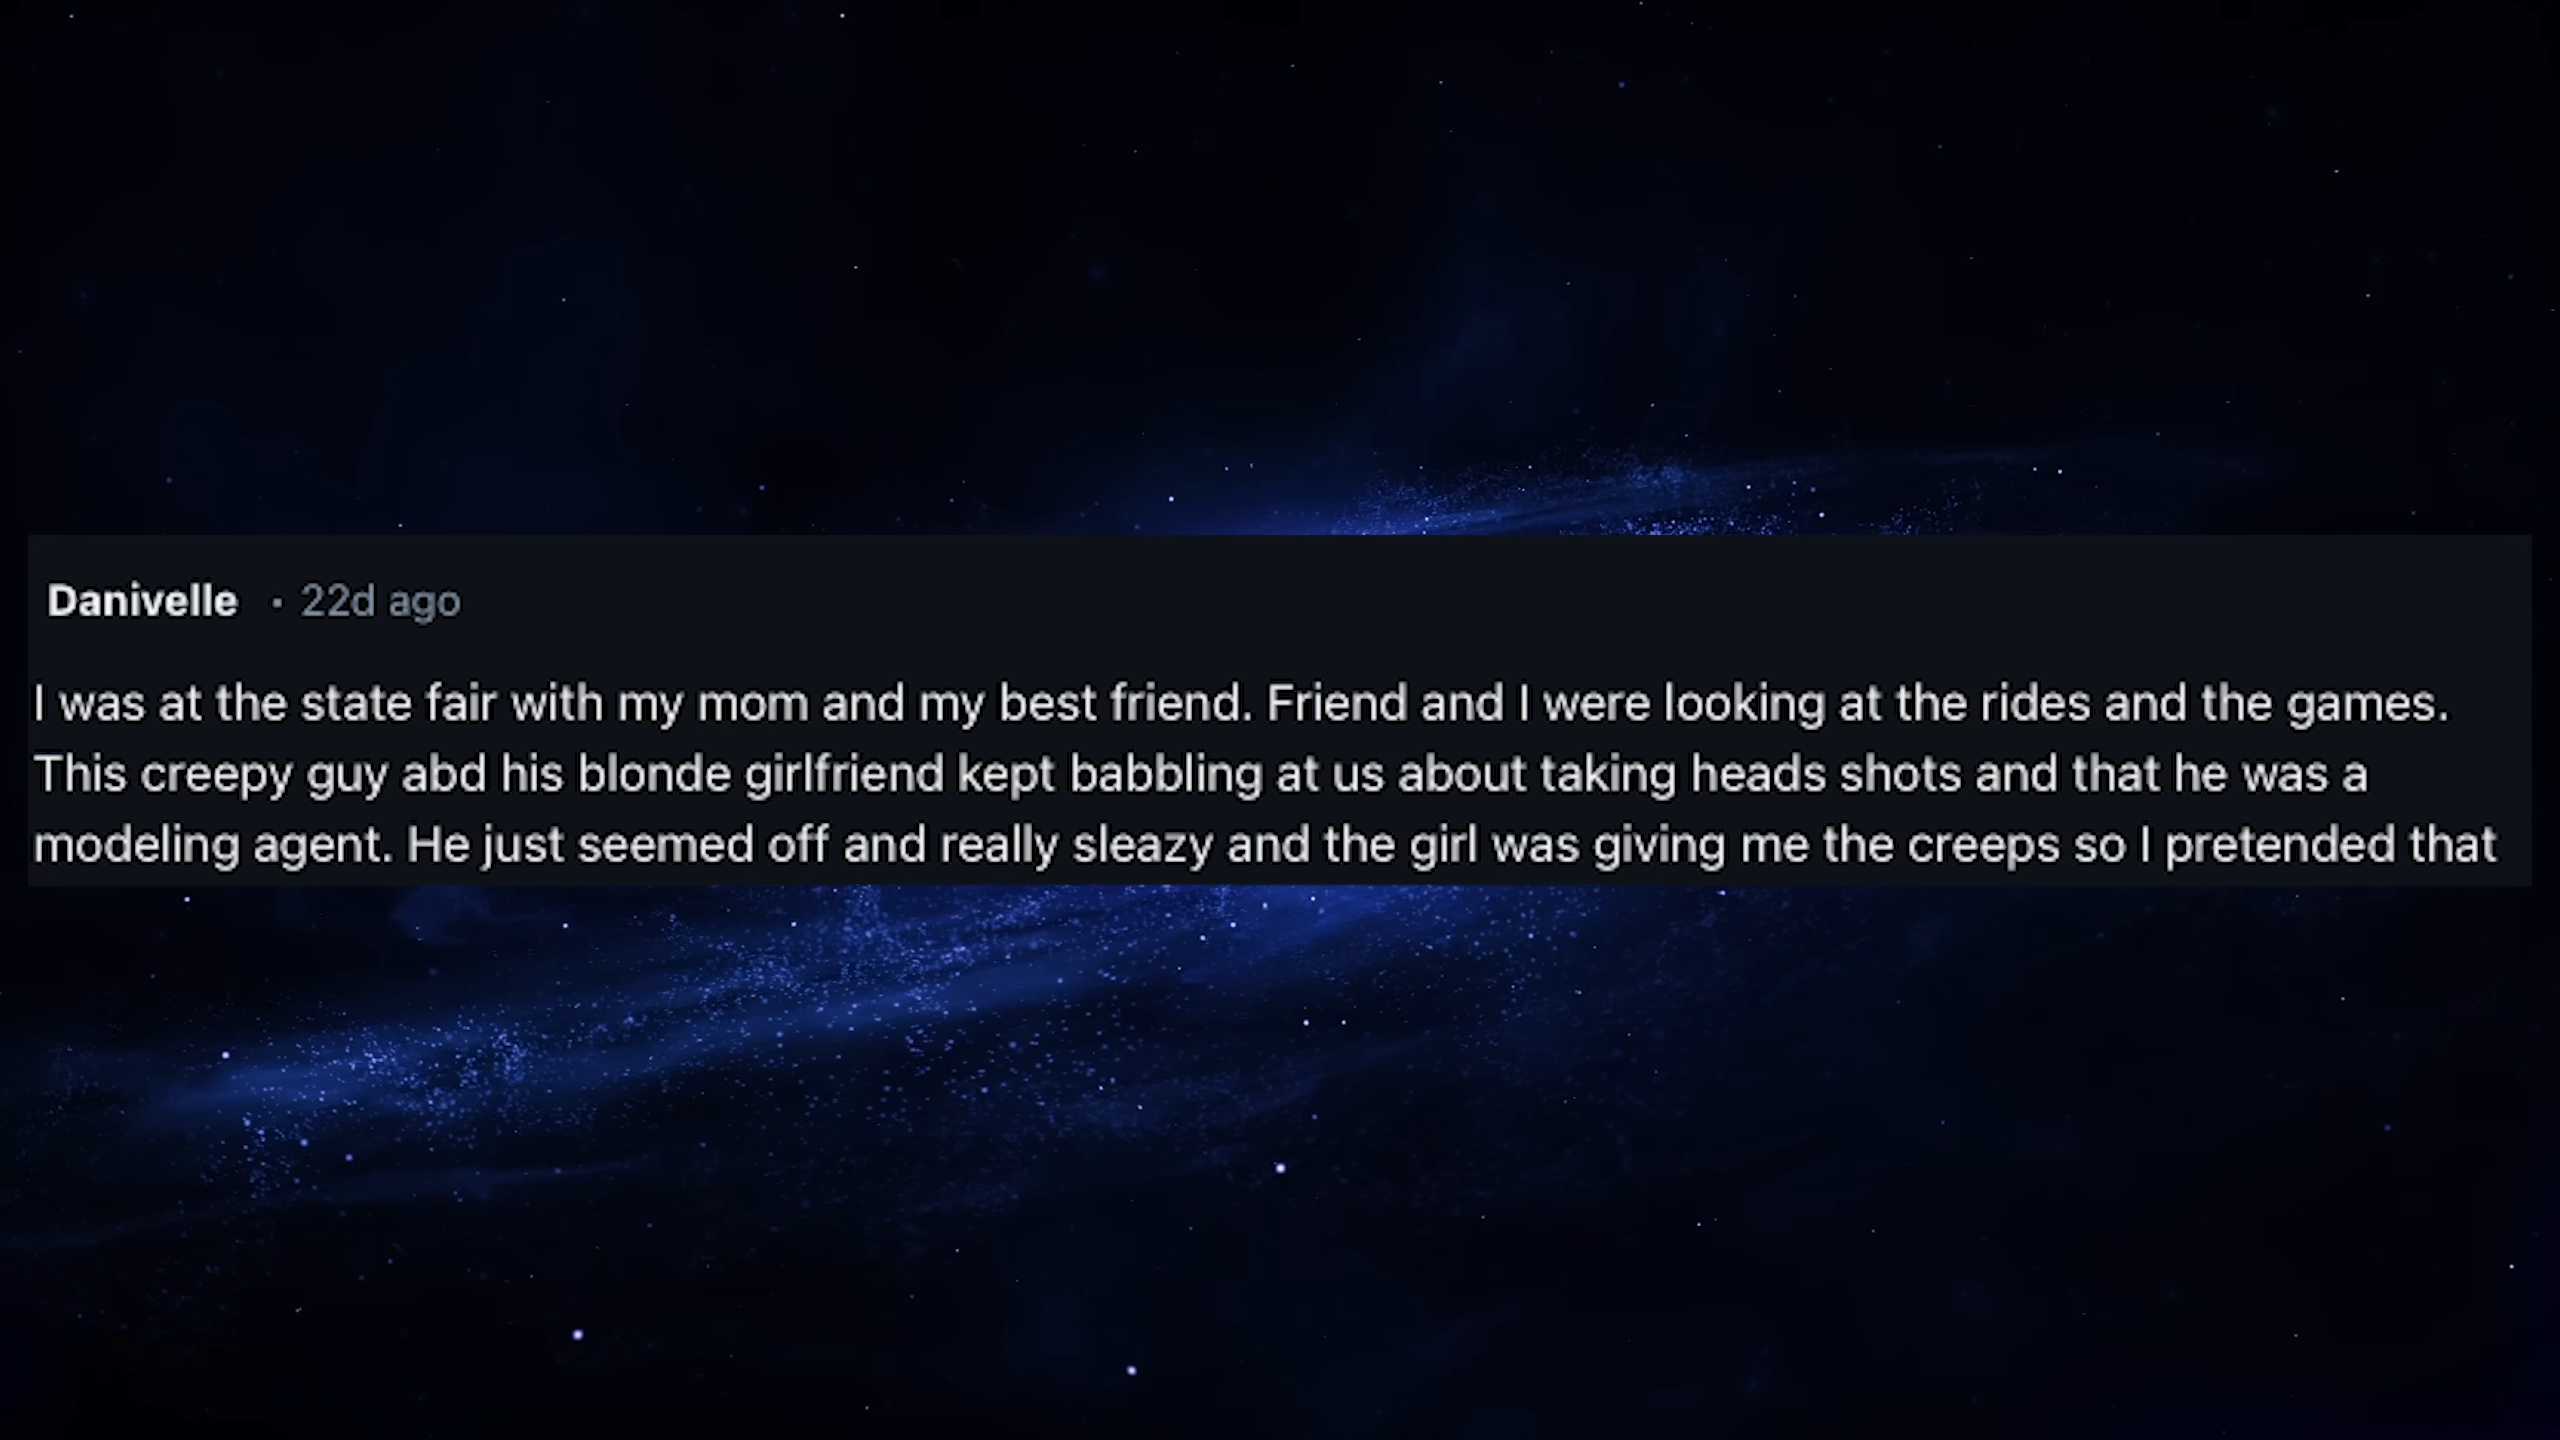 Danivelle · 22d ago
I was at the state fair with my mom and my best friend. Friend and I were looking at the rides and the games.
This creepy guy abd his blonde girlfriend kept babbling at us about taking heads shots and that he was a
modeling agent. He just seemed off and really sleazy and the girl was giving me the creeps so I pretended that